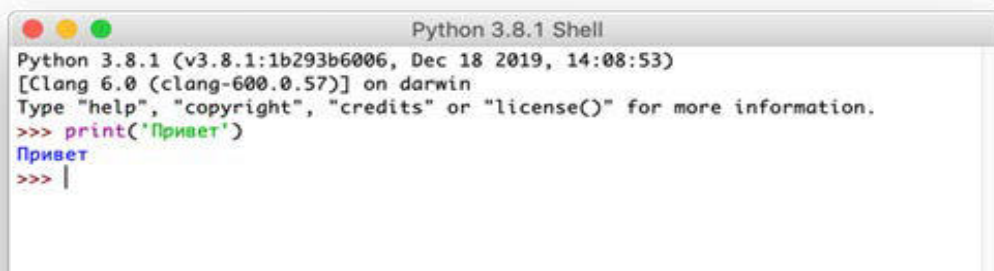 Python 3.8.1 Shell
Python 3.8.1 (v3.8.1:1b293b6006, Dec 18 2019, 14:08:53)
[Clang 6.0 (clang-600.0.57)] on darwin
Type "help", "copyright", "credits" or "license()" for more information.
>>> print('Привет')
Привет
>>>